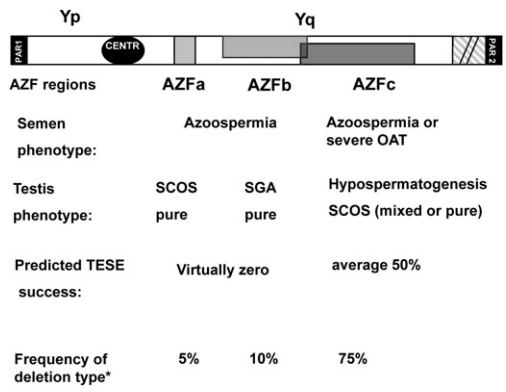 Yp Yq
PAR1 CENTR PAR 2
AZF regions AZFa AZFb AZFc
Semen Azoospermia Azoospermia or
phenotype: severe OAT
Testis SCOS SGA Hypospermatogenesis
phenotype: pure pure SCOS (mixed or pure)
Predicted TESE Virtually zero average 50%
success:
Frequency of 5% 10% 75%
deletion type*